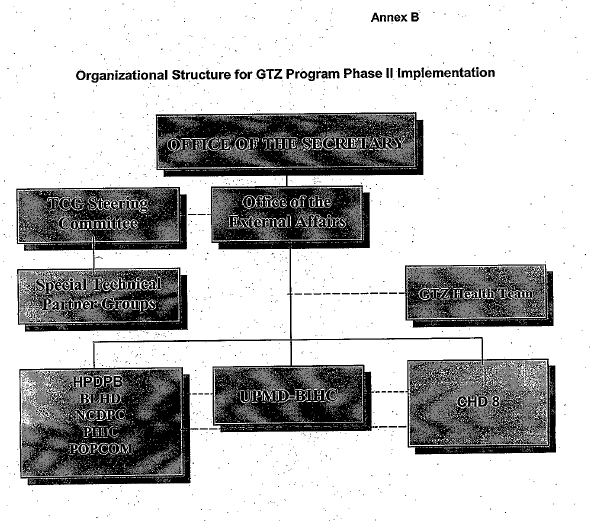 Annex B
Organizational Structure for GTZ Program Phase II Implementation
OFFICE OF THE SECRETARY
TCG Steering
Committee
Office of the
External Affairs
Special Technical
Partner Groups
GTZ Health Team
HPDPB
BLHD
NCDPC
PHIC
POPCOM
UPMD-BIHC
CHD 8